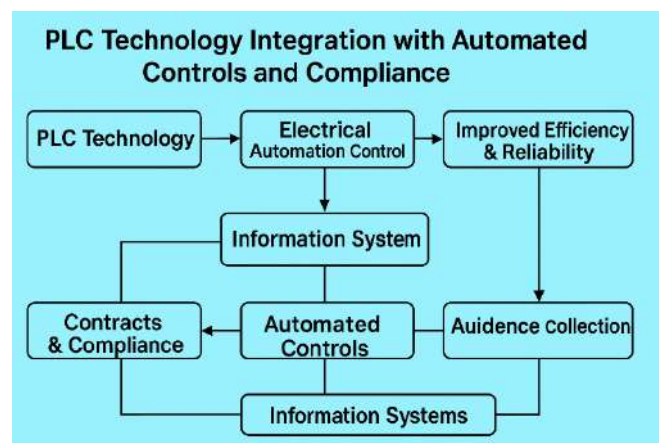 PLC Technology Integration with Automated
Controls and Compliance
PLC Technology
Electrical
Automation Control
Improved Efficiency
& Reliability
Information System
Contracts
& Compliance
Automated
Controls
Auidence Collection
Information Systems